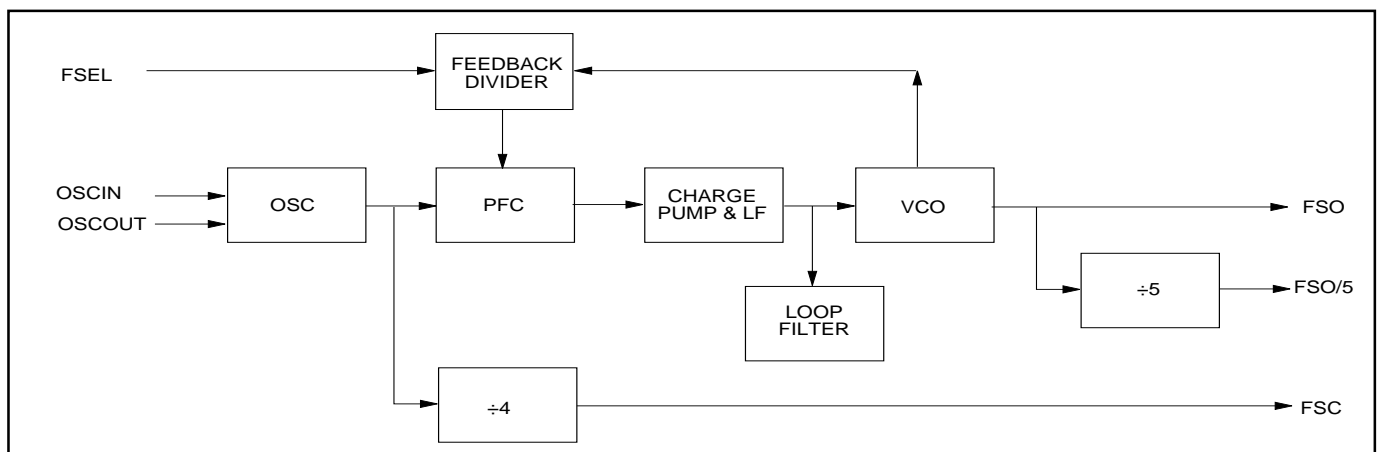 FSEL
FEEDBACK
DIVIDER
OSCIN
OSCOUT
OSC
PFC
CHARGE
PUMP & LF
VCO
FSO
÷5
FSO/5
LOOP
FILTER
÷4
FSC